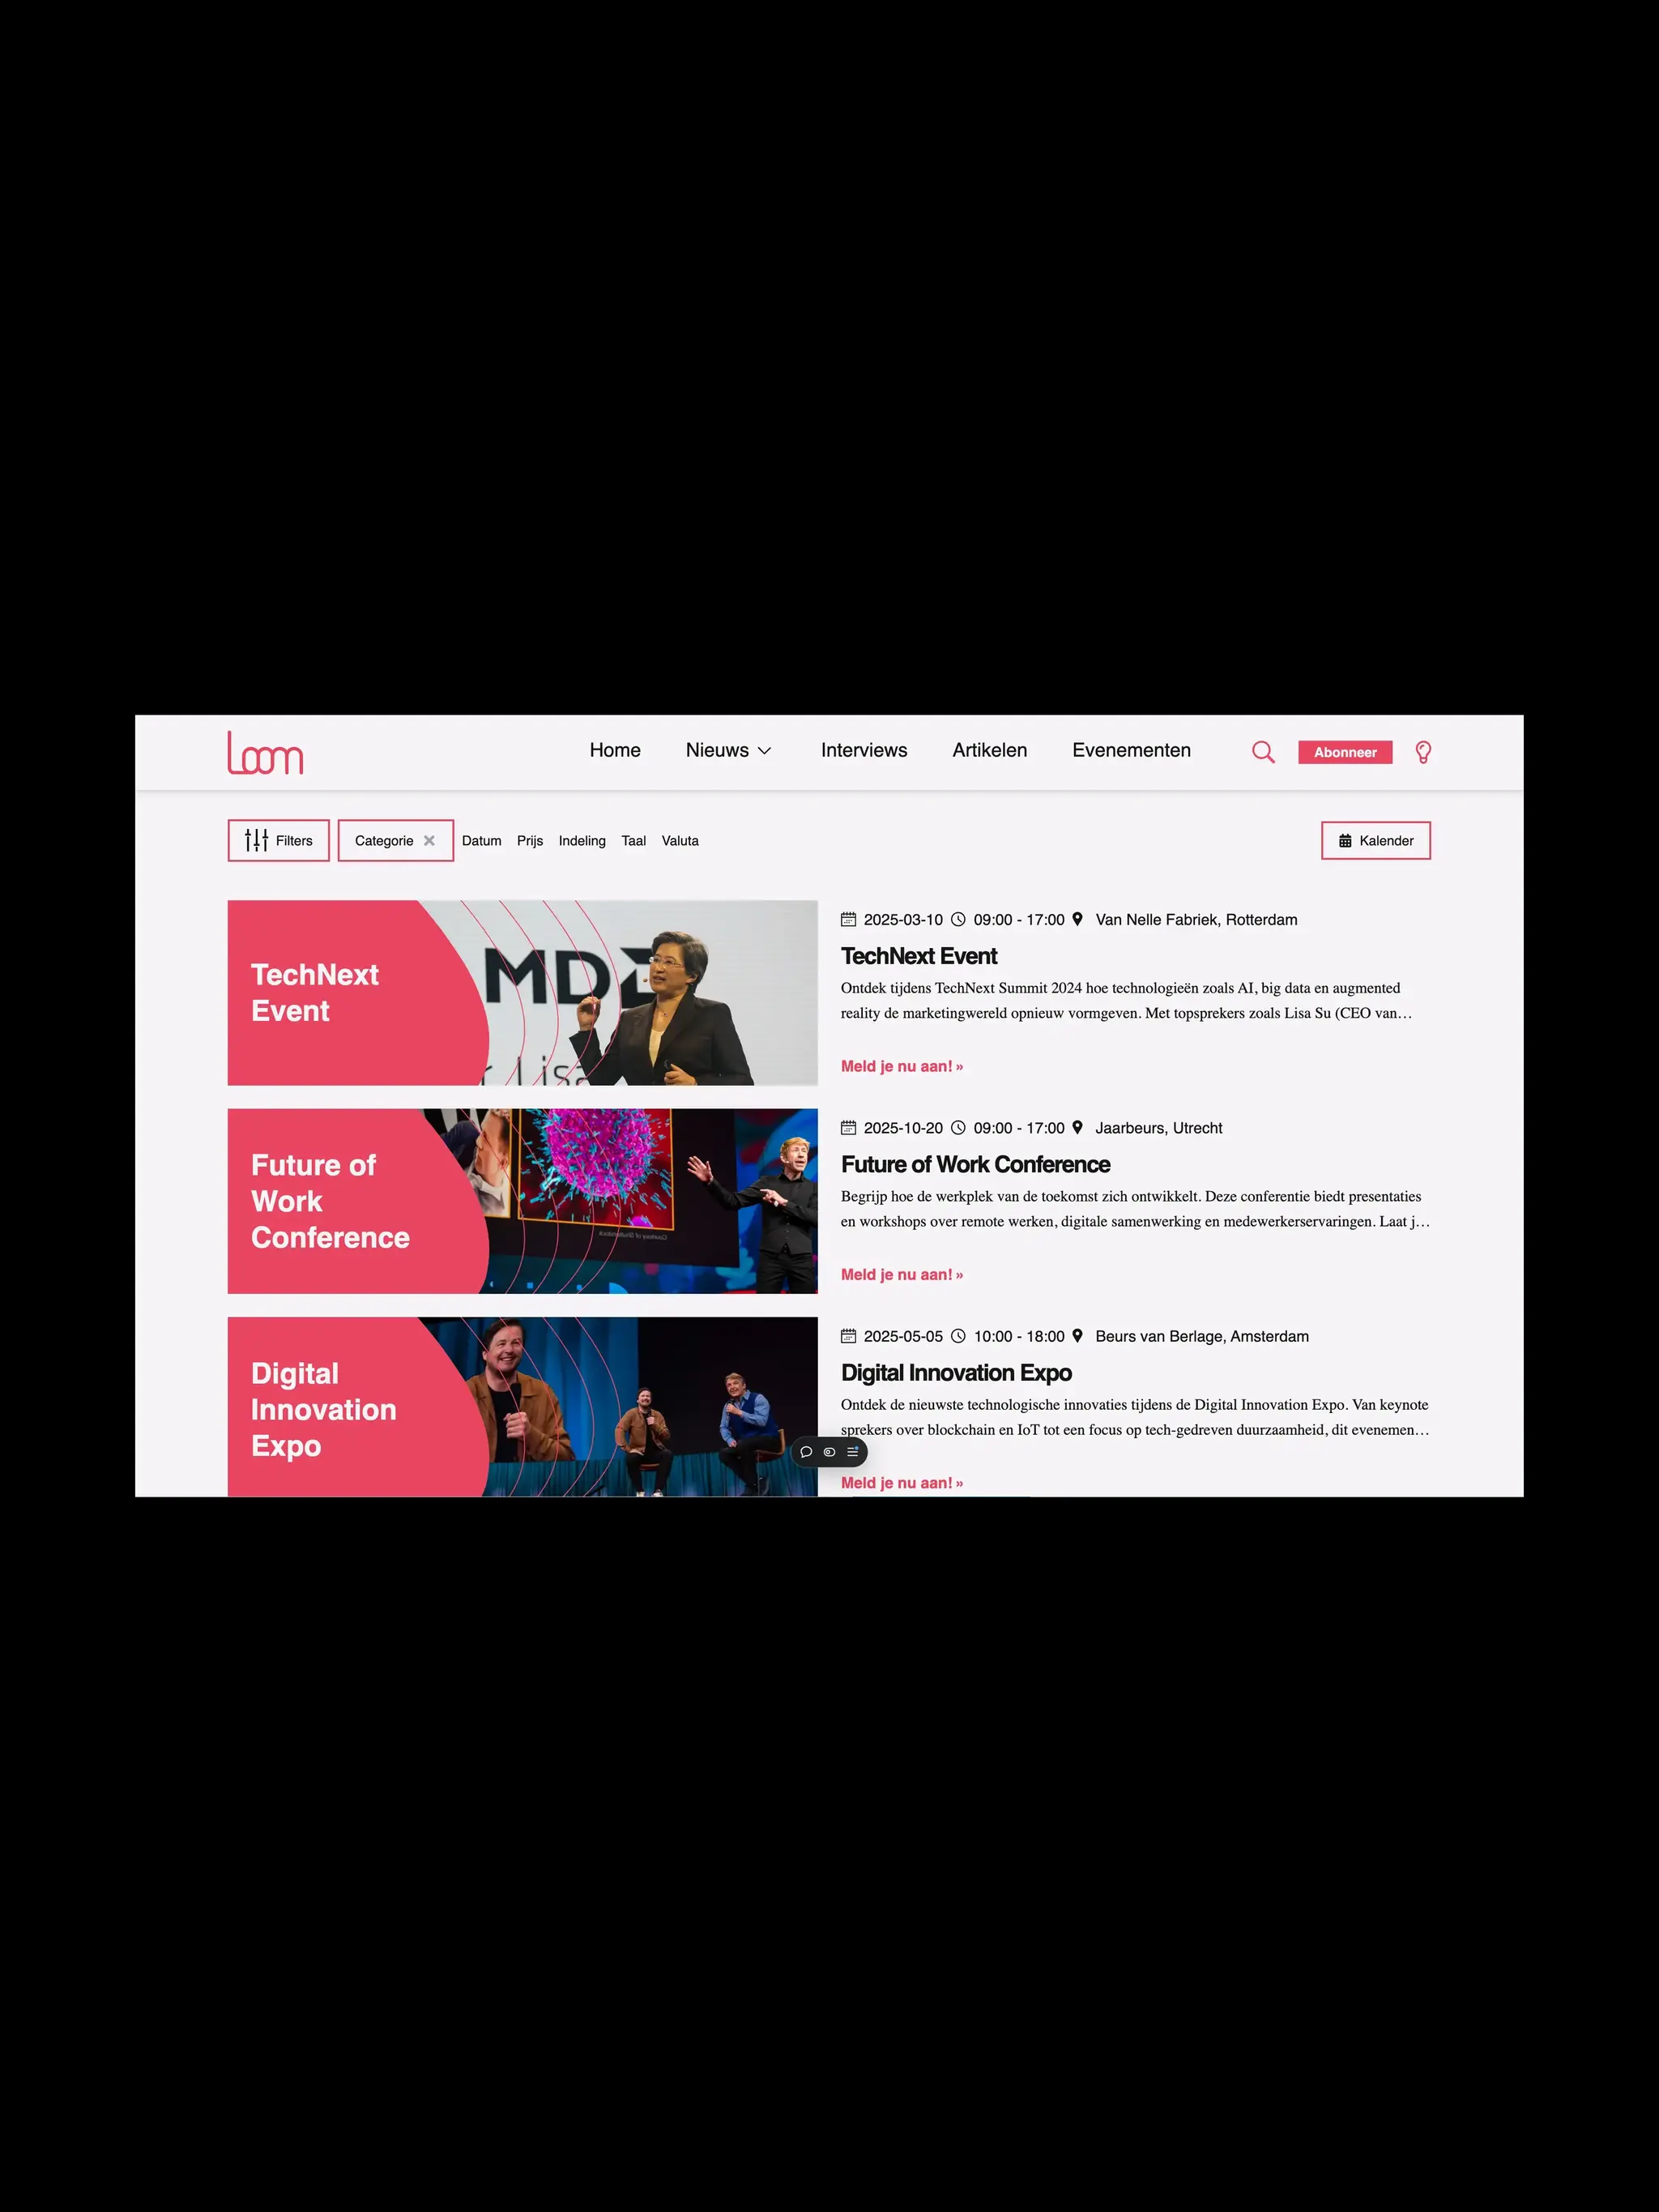 Loom
Home Nieuws Interviews Artikelen Evenementen Abonneer
Filters Categorie Datum Prijs Indeling Taal Valuta Kalender
TechNext
Event
MD
r Lisa
2025-03-10 09:00 - 17:00 Van Nelle Fabriek, Rotterdam
TechNext Event
Ontdek tijdens TechNext Summit 2024 hoe technologieën zoals AI, big data en augmented
reality de marketingwereld opnieuw vormgeven. Met topsprekers zoals Lisa Su (CEO van…
Meld je nu aan! »
Future of
Work
Conference
Courtesy of Shutterstock
2025-10-20 09:00 - 17:00 Jaarbeurs, Utrecht
Future of Work Conference
Begrijp hoe de werkplek van de toekomst zich ontwikkelt. Deze conferentie biedt presentaties
en workshops over remote werken, digitale samenwerking en medewerkerservaringen. Laat j…
Meld je nu aan! »
Digital
Innovation
Expo
2025-05-05 10:00 - 18:00 Beurs van Berlage, Amsterdam
Digital Innovation Expo
Ontdek de nieuwste technologische innovaties tijdens de Digital Innovation Expo. Van keynote
sprekers over blockchain en IoT tot een focus op tech-gedreven duurzaamheid, dit evenemen…
Meld je nu aan! »